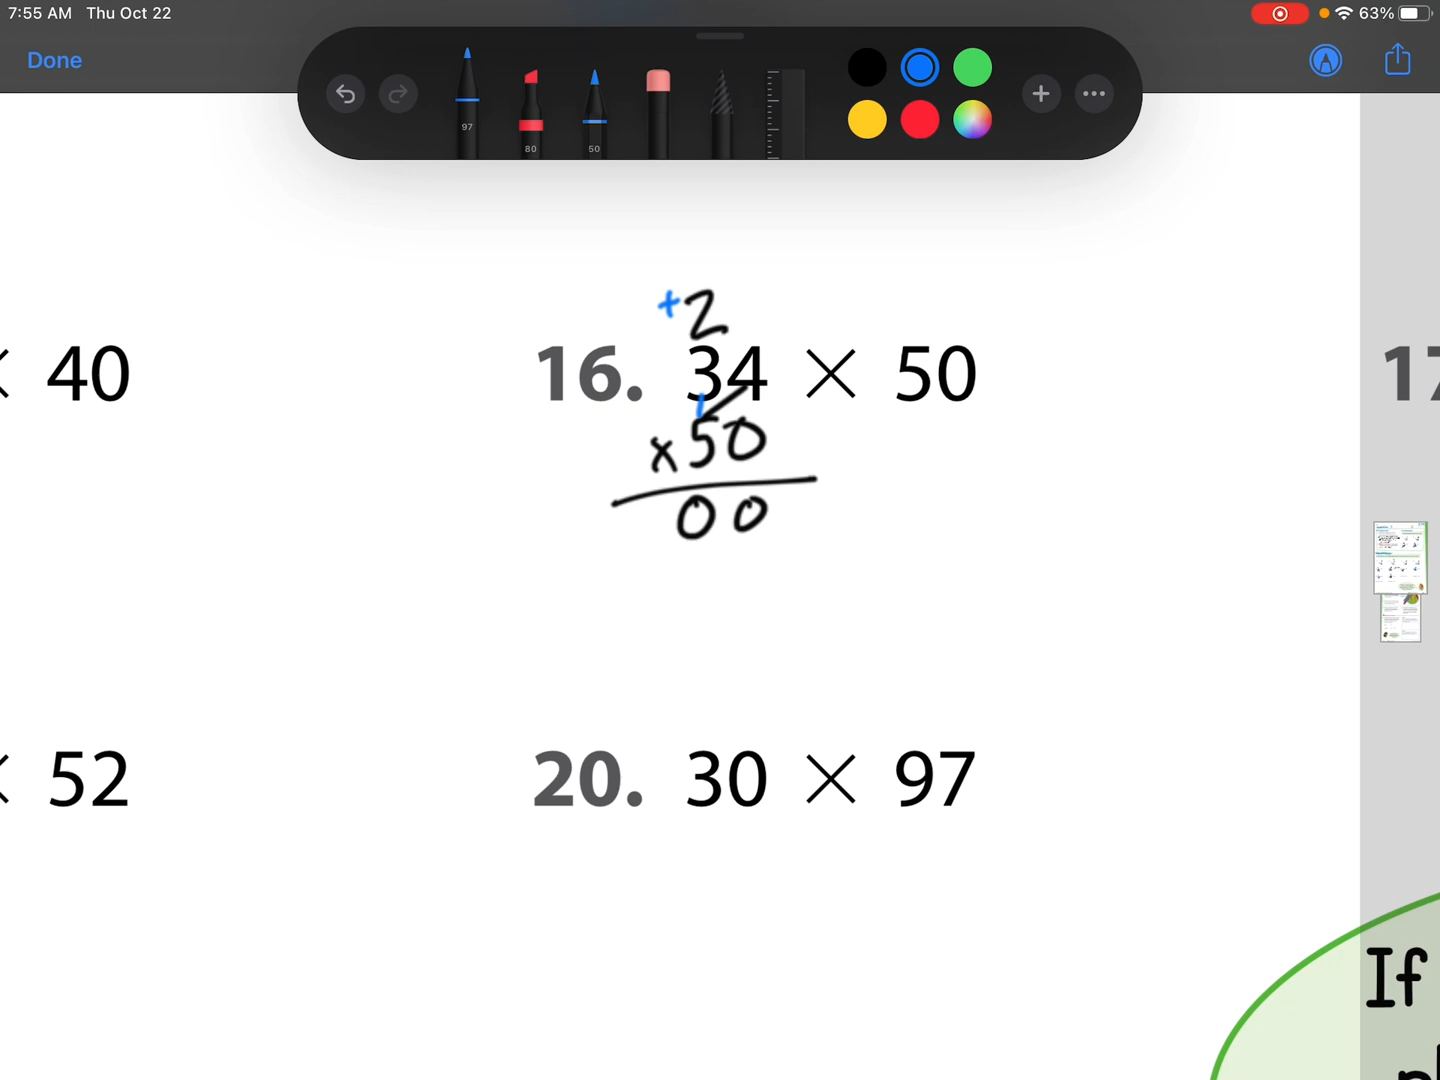 7:55 AM Thu Oct 22
63%
Done
97
80
50
+2
× 40
16. 34 × 50
17
x50
00
× 52
20. 30 × 97
If